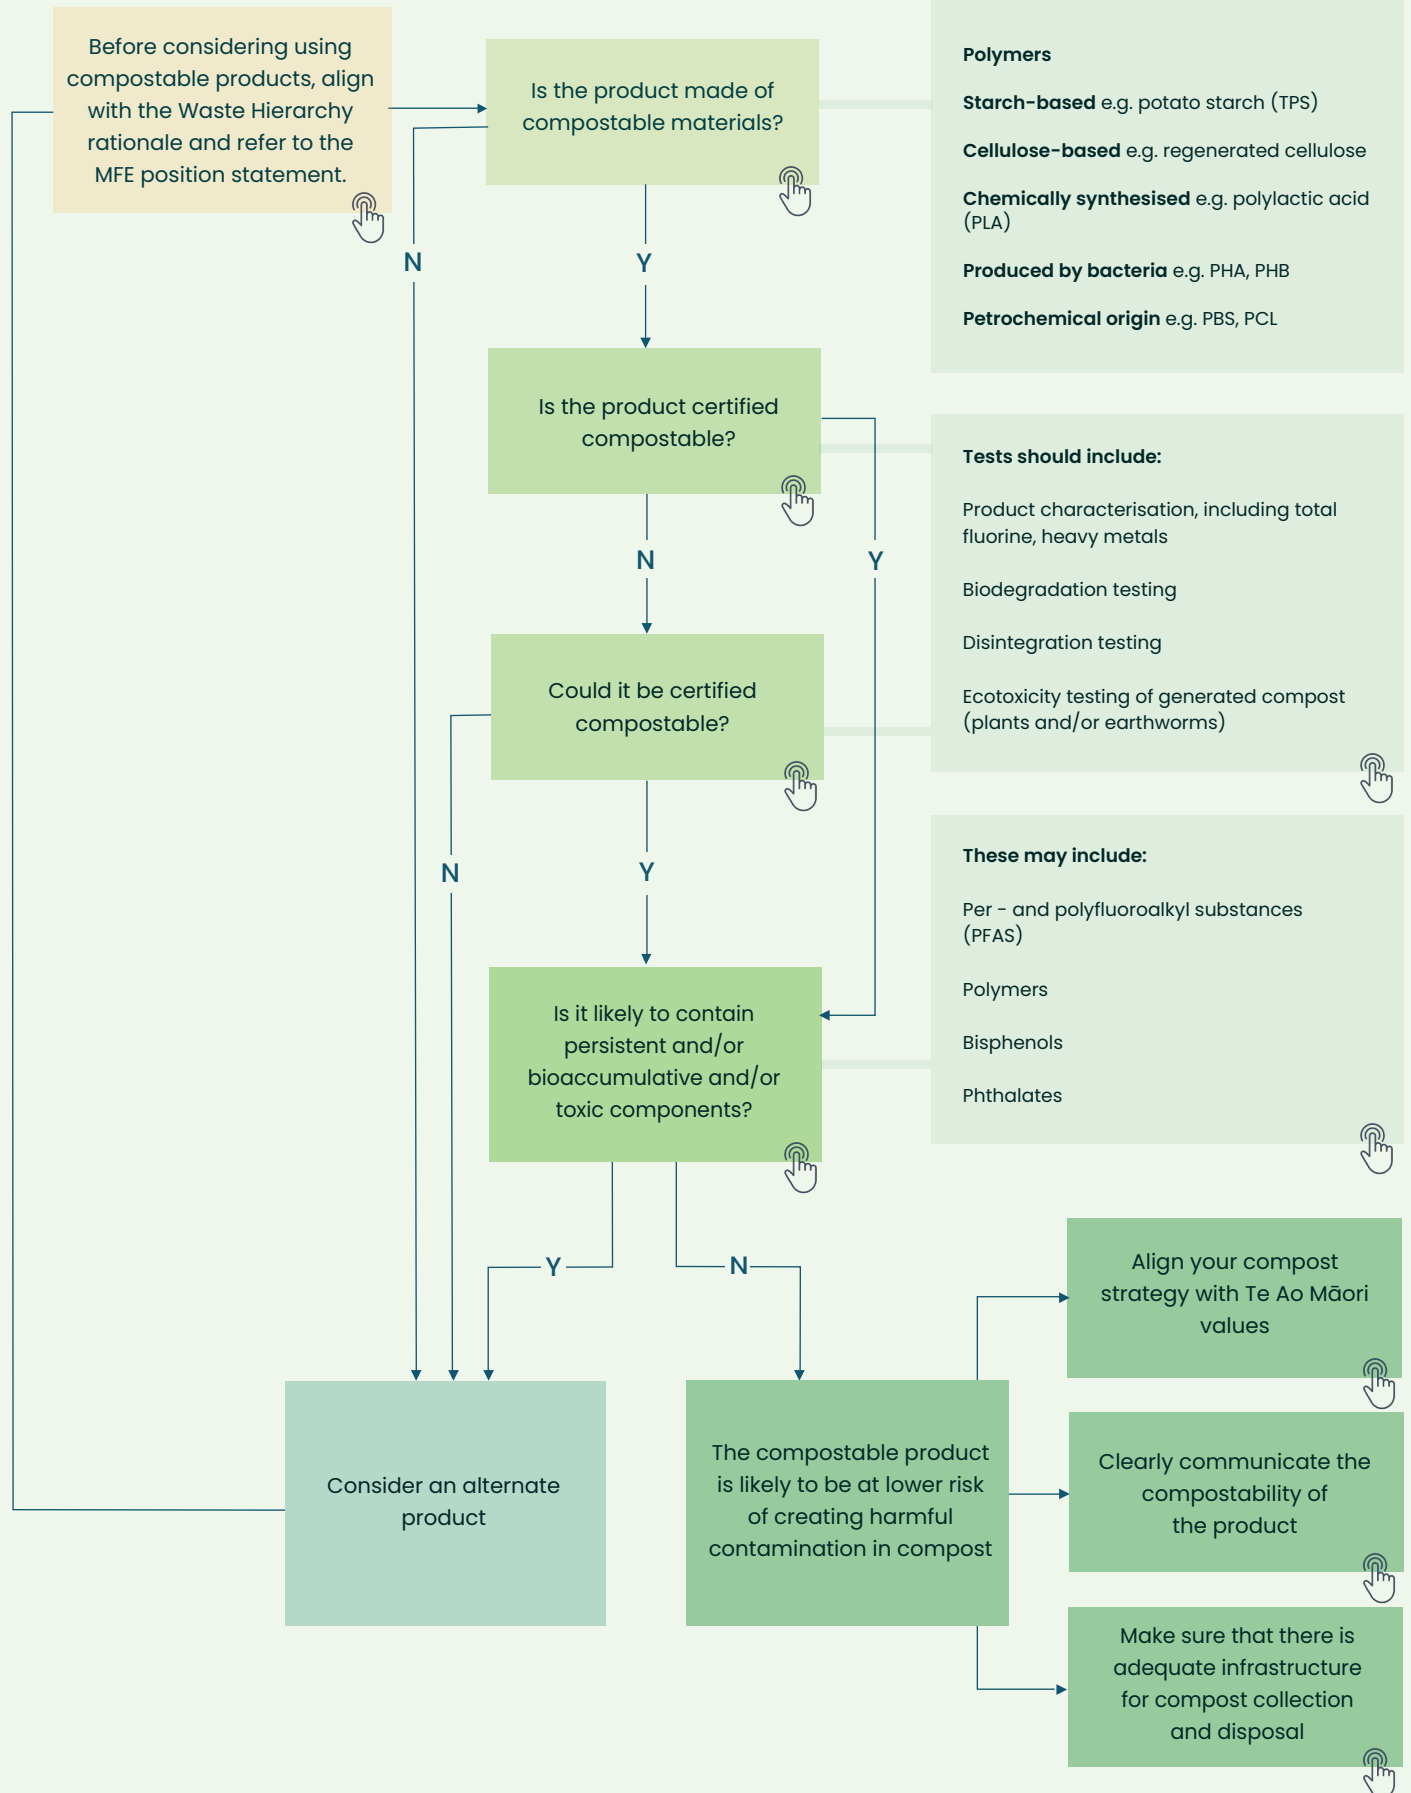 Before considering using
compostable products, align
with the Waste Hierarchy
rationale and refer to the
MFE position statement.
Is the product made of
compostable materials?
Polymers
Starch-based e.g. potato starch (TPS)
Cellulose-based e.g. regenerated cellulose
Chemically synthesised e.g. polylactic acid
(PLA)
Produced by bacteria e.g. PHA, PHB
Petrochemical origin e.g. PBS, PCL
N
Y
Is the product certified
compostable?
Tests should include:
Product characterisation, including total
fluorine, heavy metals
Biodegradation testing
Disintegration testing
Ecotoxicity testing of generated compost
(plants and/or earthworms)
N
Y
Could it be certified
compostable?
N
Y
These may include:
Per - and polyfluoroalkyl substances
(PFAS)
Polymers
Bisphenols
Phthalates
Is it likely to contain
persistent and/or
bioaccumulative and/or
toxic components?
Y
N
Consider an alternate
product
The compostable product
is likely to be at lower risk
of creating harmful
contamination in compost
Align your compost
strategy with Te Ao Māori
values
Clearly communicate the
compostability of
the product
Make sure that there is
adequate infrastructure
for compost collection
and disposal